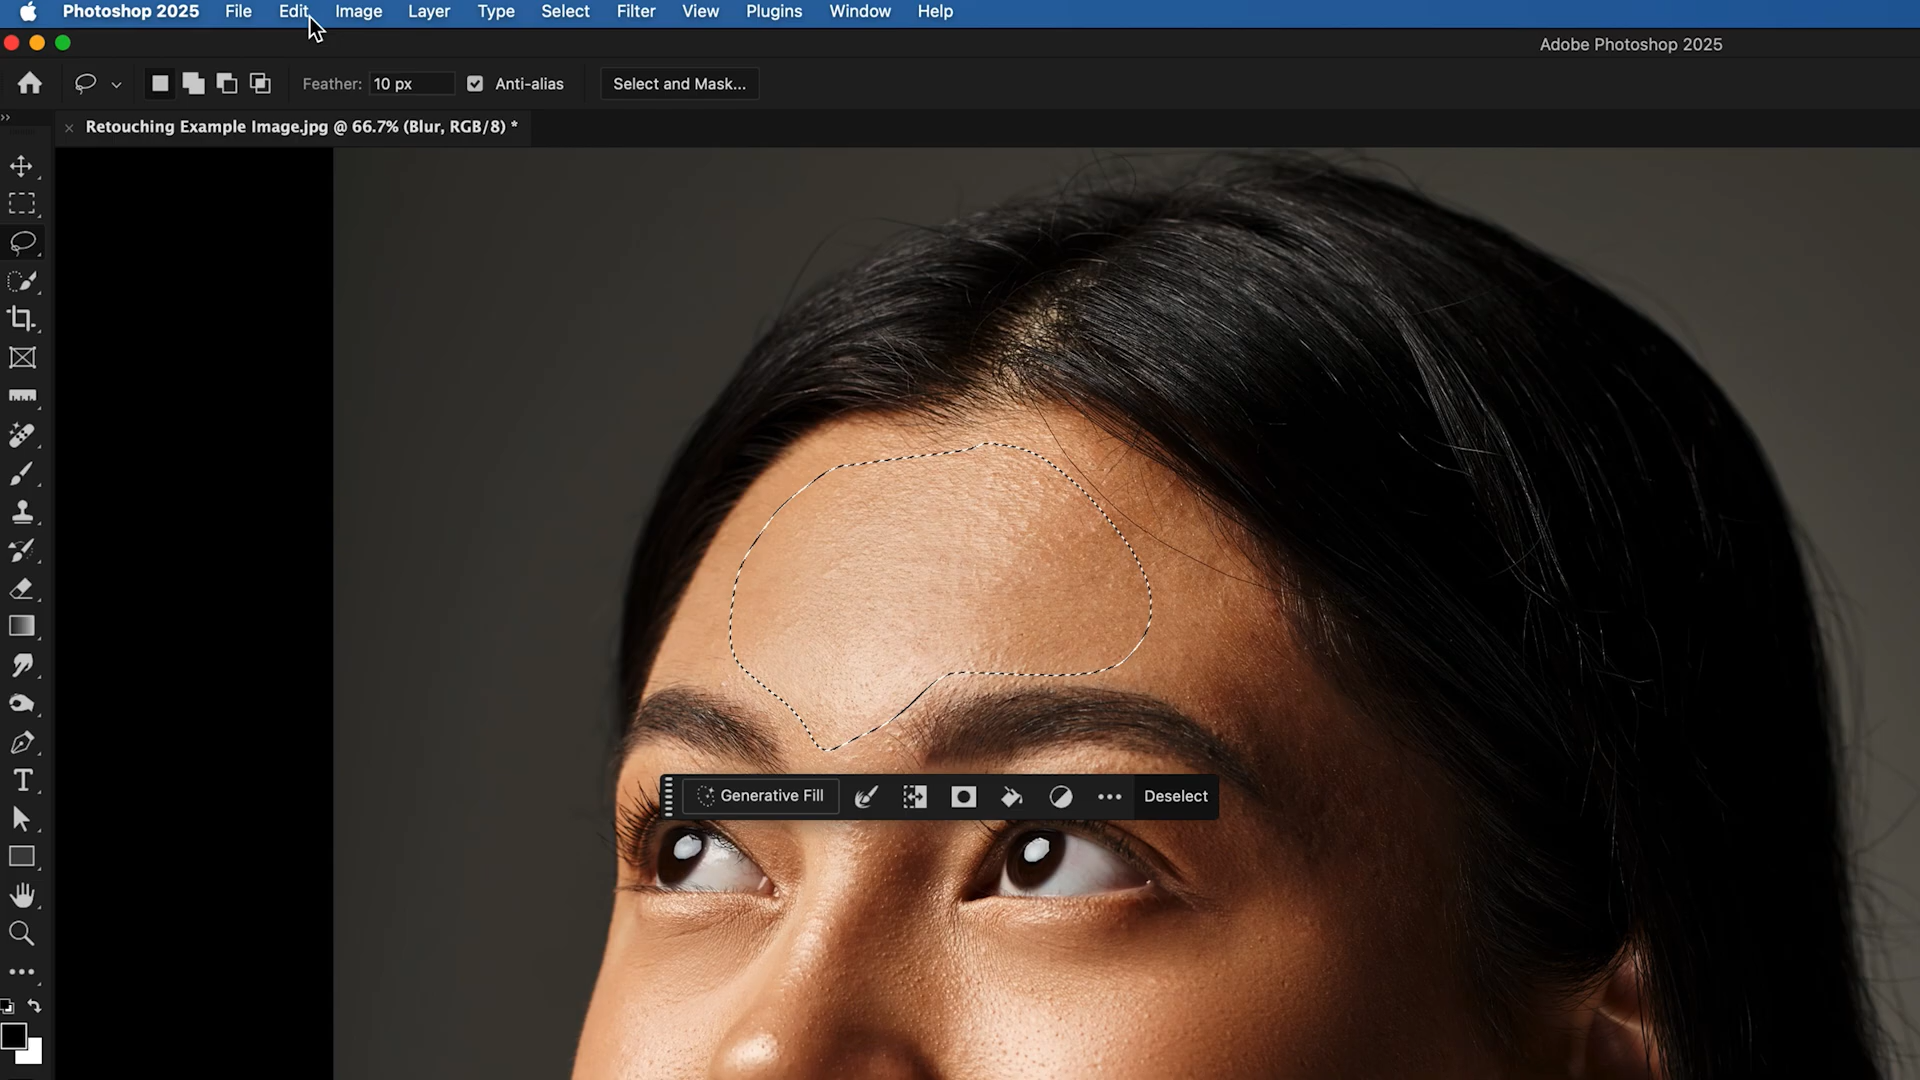 Photoshop 2025 File Edit Image Layer Type Select Filter View Plugins Window Help
Adobe Photoshop 2025
Feather: 10 px Anti-alias Select and Mask...
× Retouching Example Image.jpg @ 66.7% (Blur, RGB/8) *
Generative Fill Deselect